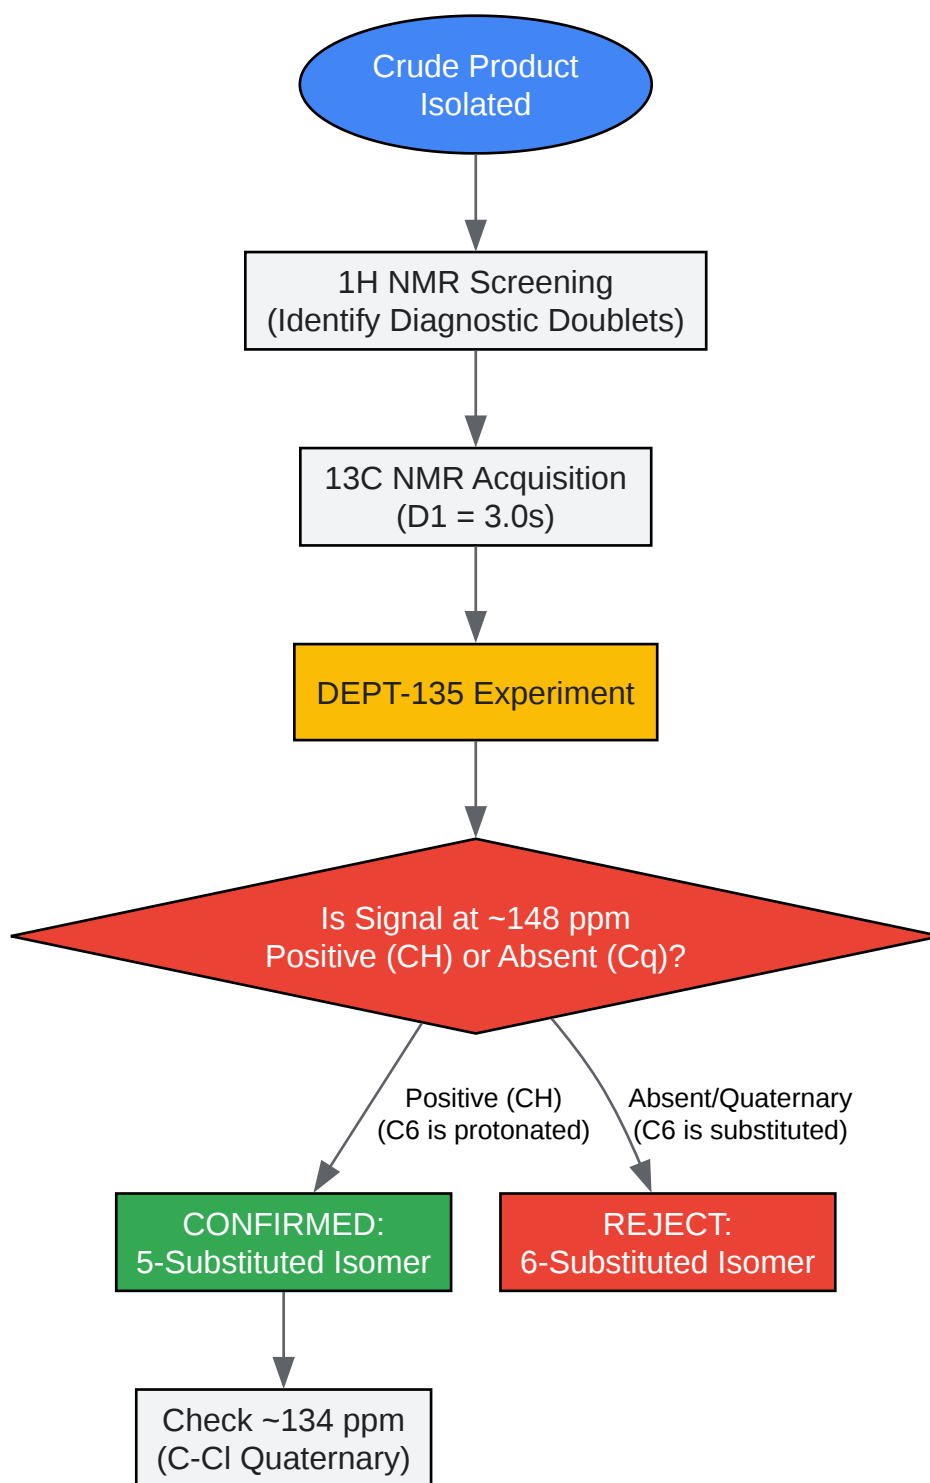 Crude Product
Isolated
1H NMR Screening
(Identify Diagnostic Doublets)
13C NMR Acquisition
(D1 = 3.0s)
DEPT-135 Experiment
Is Signal at ~148 ppm
Positive (CH) or Absent (Cq)?
Positive (CH)
(C6 is protonated)
Absent/Quaternary
(C6 is substituted)
CONFIRMED:
5-Substituted Isomer
REJECT:
6-Substituted Isomer
Check ~134 ppm
(C-Cl Quaternary)